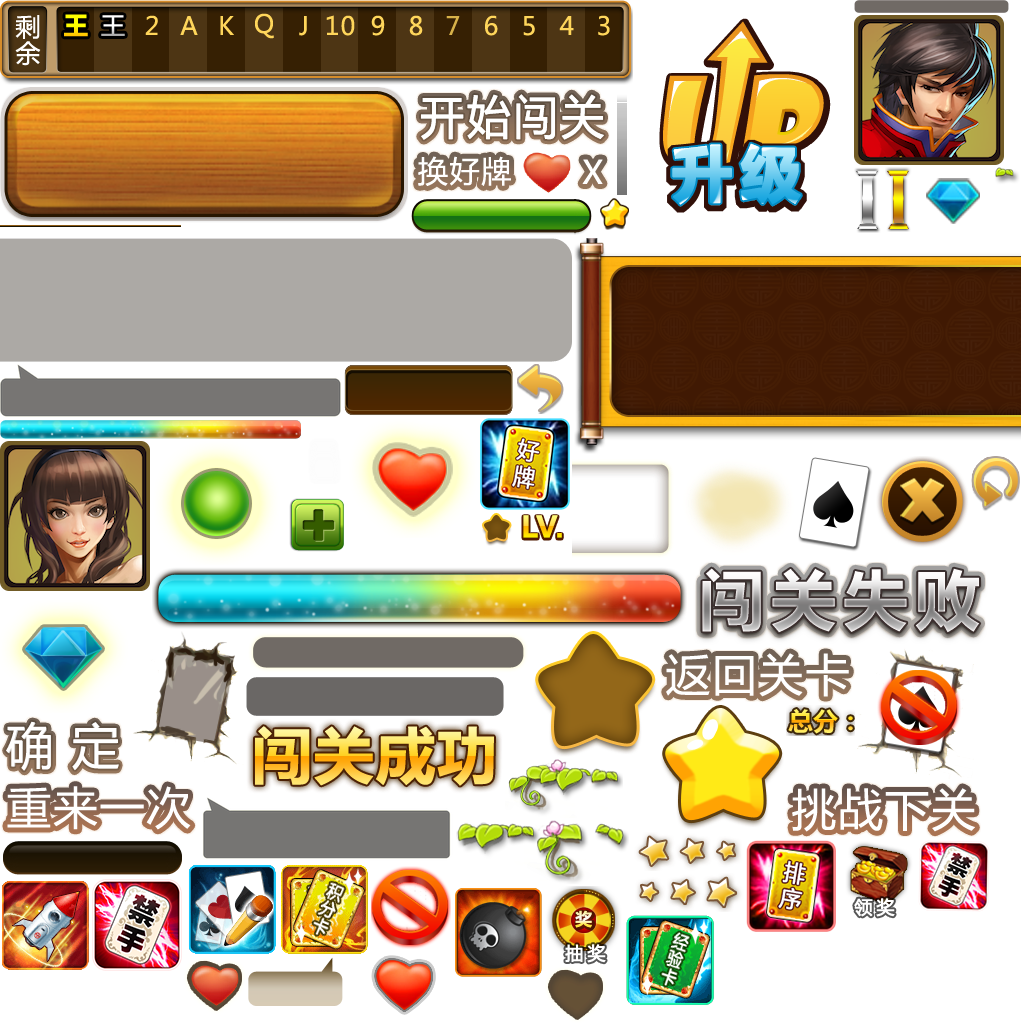 剩余 王 王 2 A K Q J 10 9 8 7 6 5 4 3
开始闯关
换好牌 X
UP
升级
好牌
LV.
闯关失败
返回关卡
总分：
确定
闯关成功
重来一次
挑战下关
禁手
积分卡
奖
抽奖
经验卡
排序
领奖
禁手